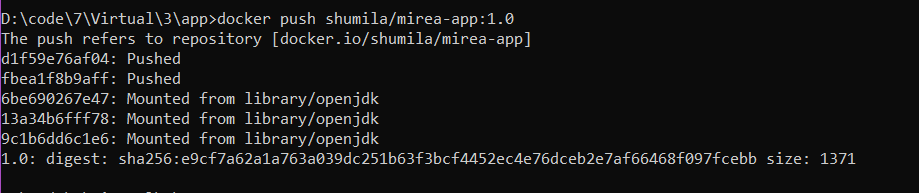 D:\code\7\Virtual\3\app>docker push shumila/mirea-app:1.0
The push refers to repository [docker.io/shumila/mirea-app]
d1f59e76af04: Pushed
fbea1f8b9aff: Pushed
6be690267e47: Mounted from library/openjdk
13a34b6fff78: Mounted from library/openjdk
9c1b6dd6c1e6: Mounted from library/openjdk
1.0: digest: sha256:e9cf7a62a1a763a039dc251b63f3bcf4452ec4e76dceb2e7af66468f097fcebb size: 1371